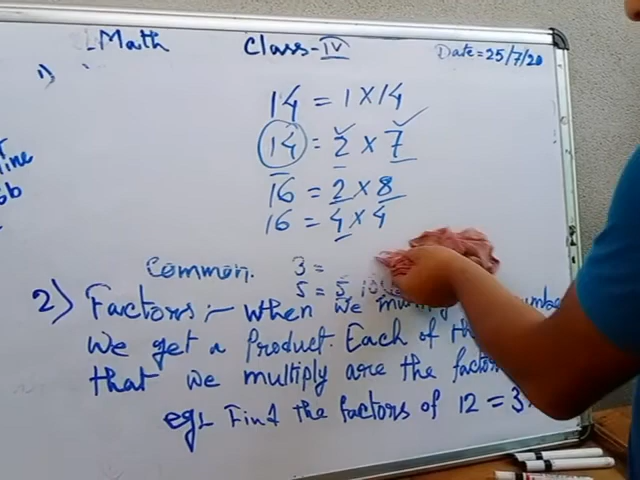 Math Class-IV Date=25/7/20
1)
14 = 1 X 14
14 = 2 x 7
16 = 2 x 8
16 = 4 x 4
Common. 3 =
5 = 5
2) Factors :- When we
We get a Product. Each of
that we multiply are the
eg:- Find the factors of 12 = 3